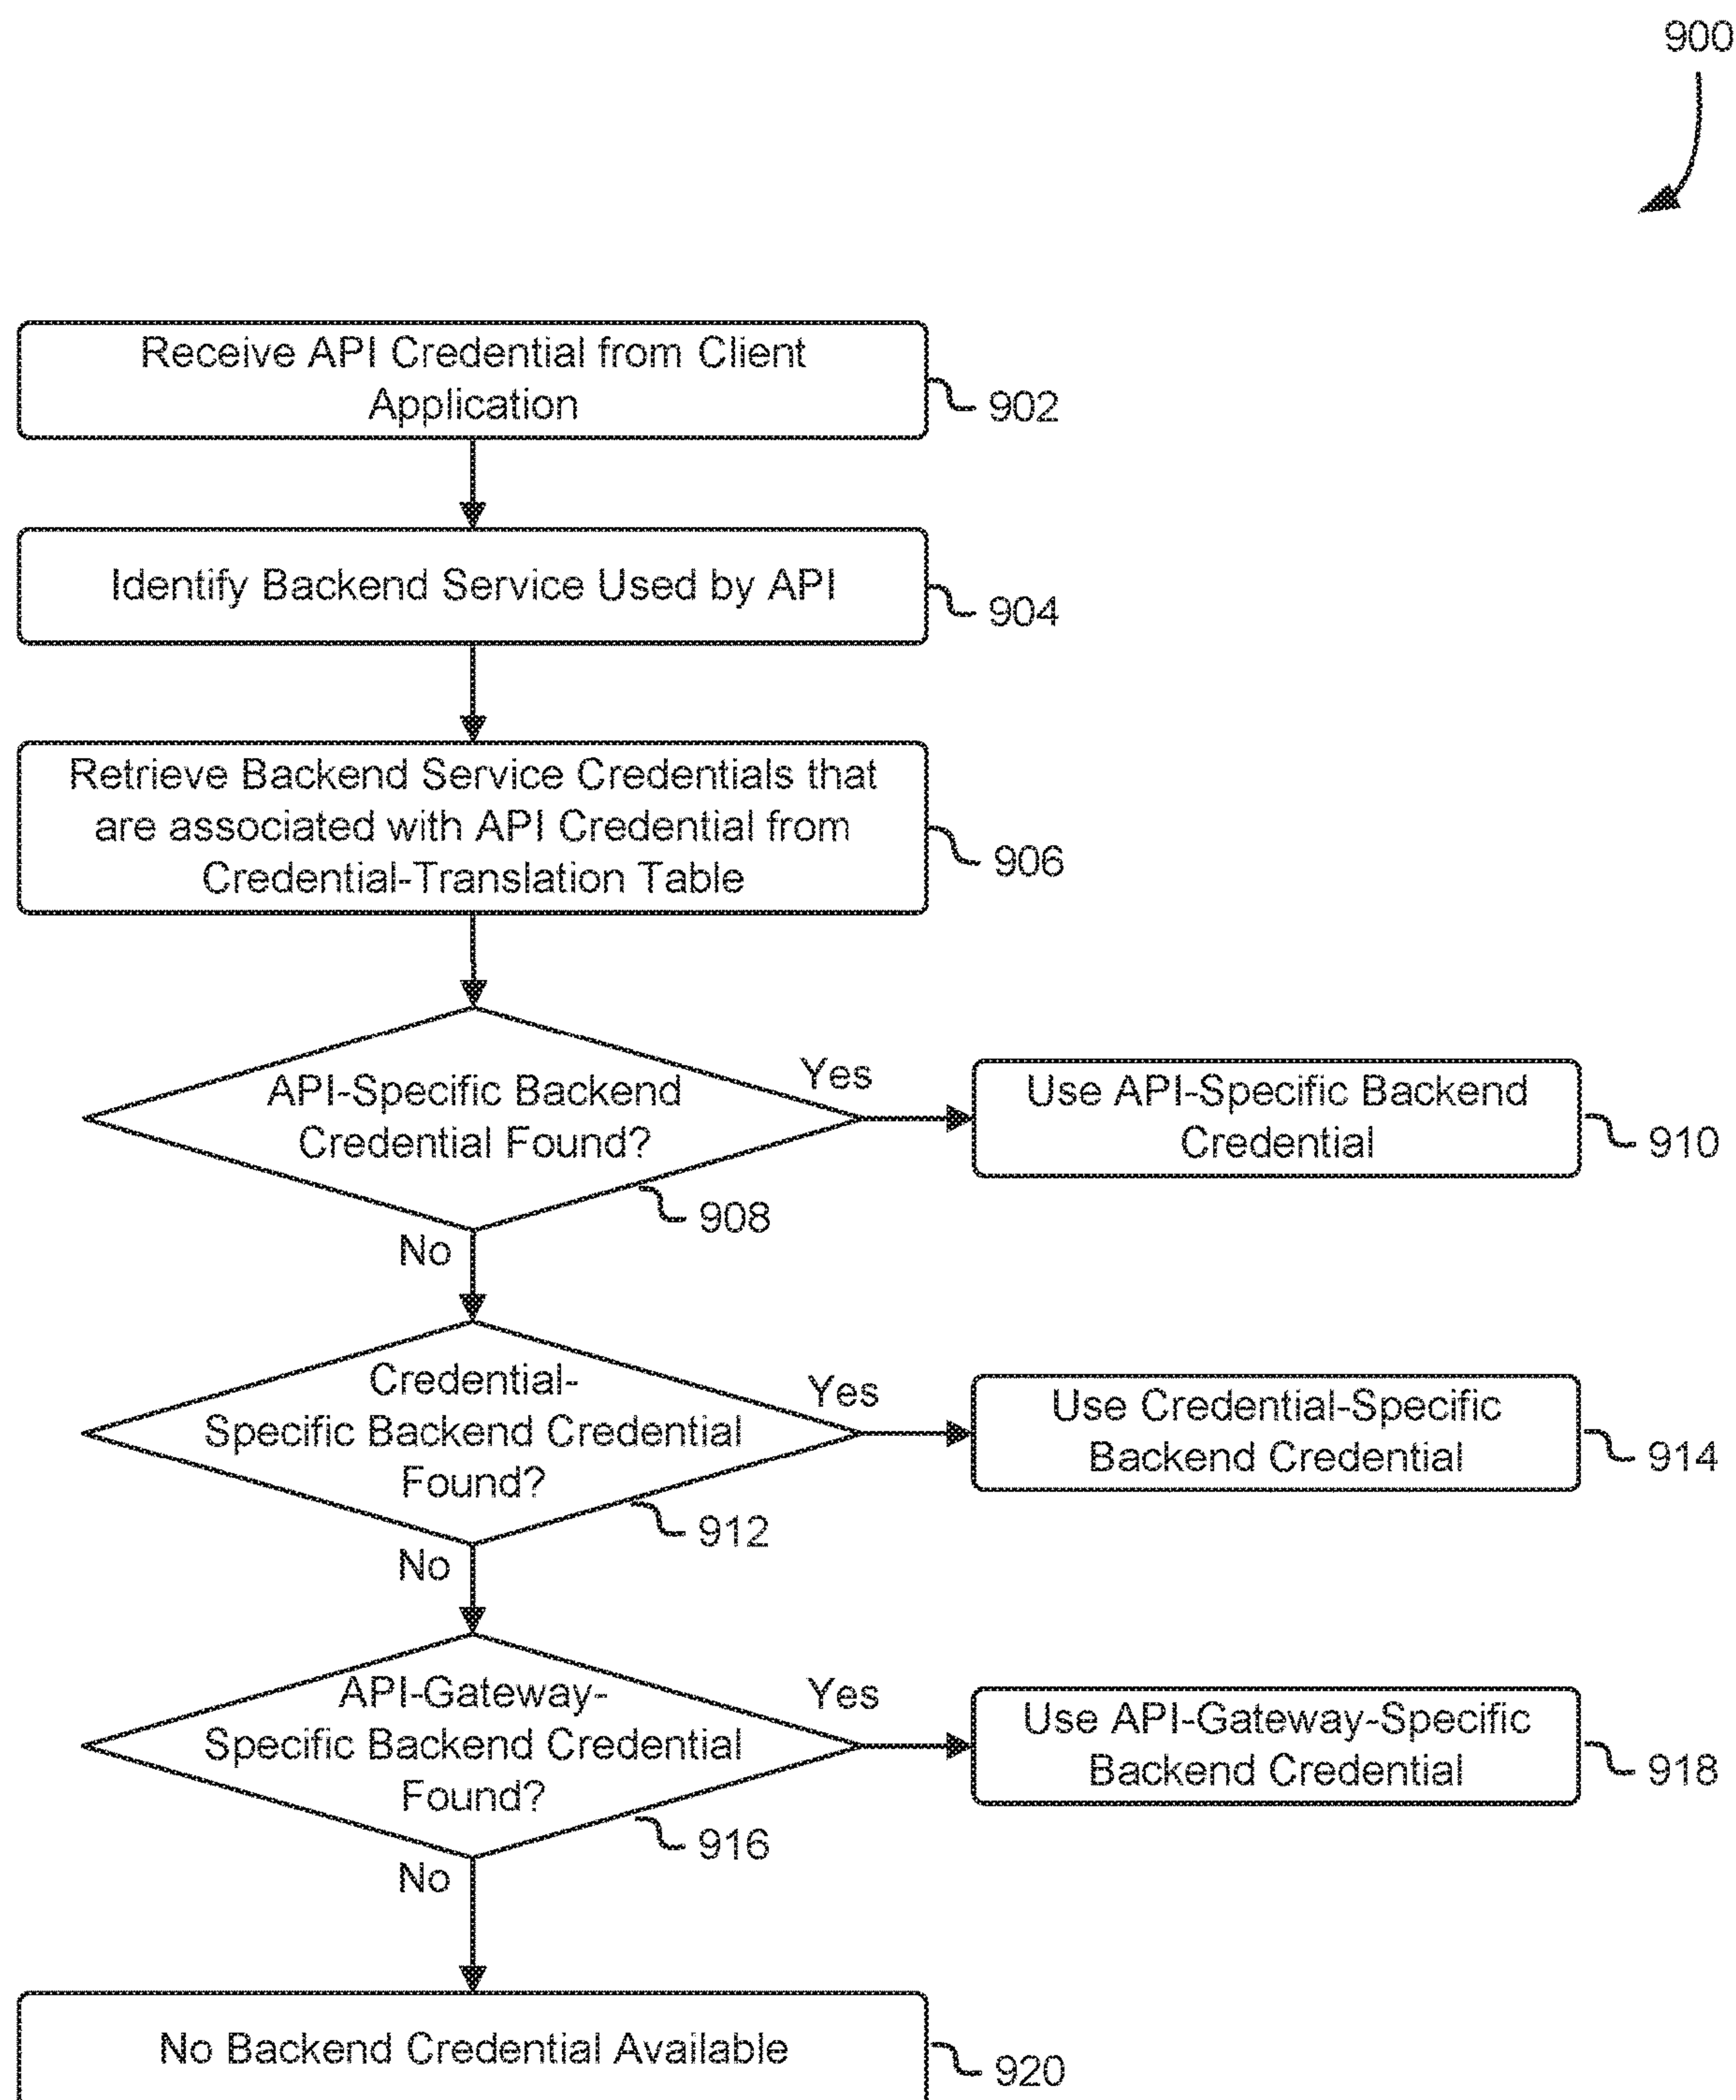 900
Receive API Credential from Client
Application
902
Identify Backend Service Used by API
904
Retrieve Backend Service Credentials that
are associated with API Credential from
Credential-Translation Table
906
API-Specific Backend
Credential Found?
908
Yes
Use API-Specific Backend
Credential
910
No
Credential-
Specific Backend Credential
Found?
912
Yes
Use Credential-Specific
Backend Credential
914
No
API-Gateway-
Specific Backend Credential
Found?
916
Yes
Use API-Gateway-Specific
Backend Credential
918
No
No Backend Credential Available
920